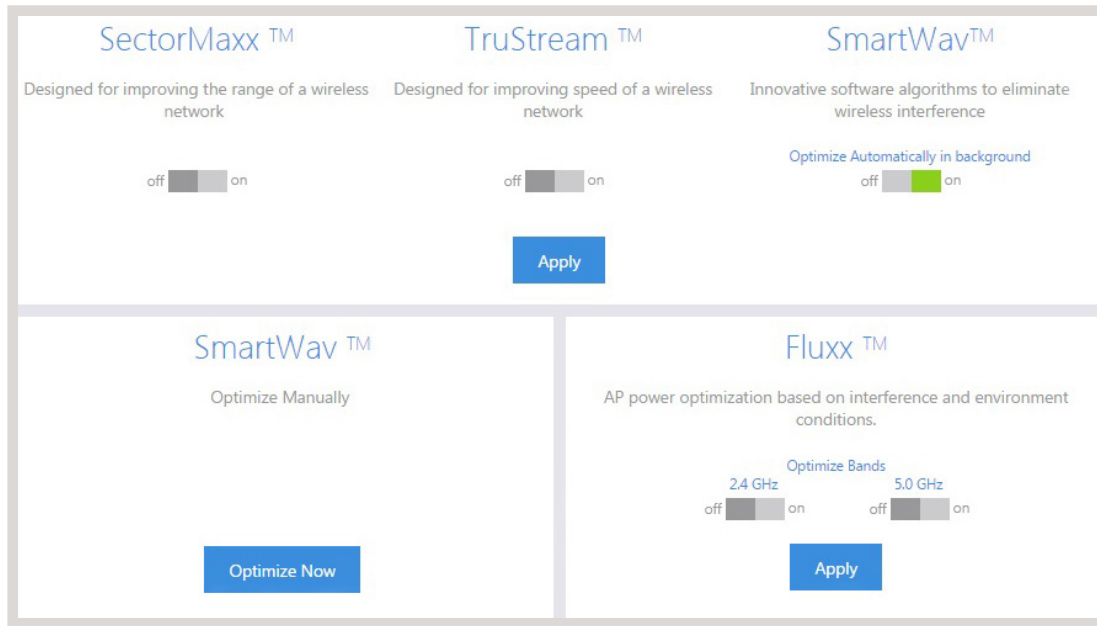 SectorMaxx ™
Designed for improving the range of a wireless
network
off on
TruStream ™
Designed for improving speed of a wireless
network
off on
SmartWav™
Innovative software algorithms to eliminate
wireless interference
Optimize Automatically in background
off on
Apply
SmartWav ™
Optimize Manually
Optimize Now
Fluxx ™
AP power optimization based on interference and environment
conditions.
Optimize Bands
2.4 GHz
off on
5.0 GHz
off on
Apply